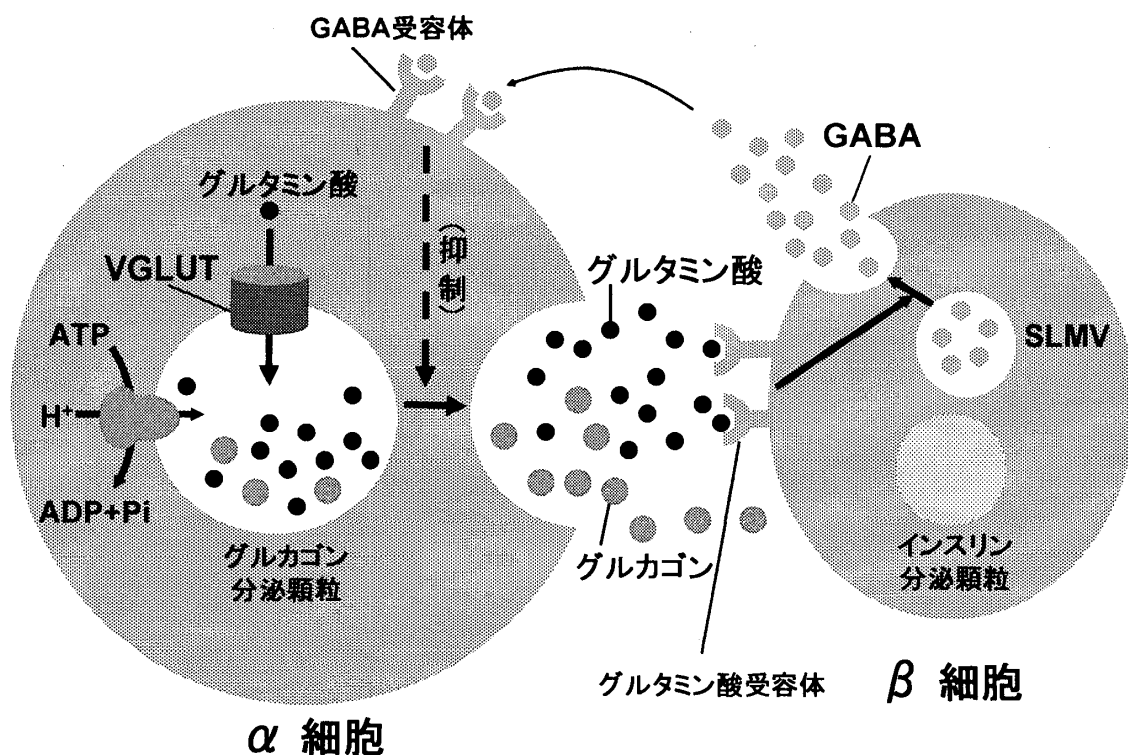 GABA受容体
GABA
グルタミン酸
VGLUT
(抑制)
グルタミン酸
ATP
SLMV
H⁺
ADP+Pi
グルカゴン
分泌顆粒
グルカゴン
インスリン
分泌顆粒
グルタミン酸受容体
β 細胞
α 細胞